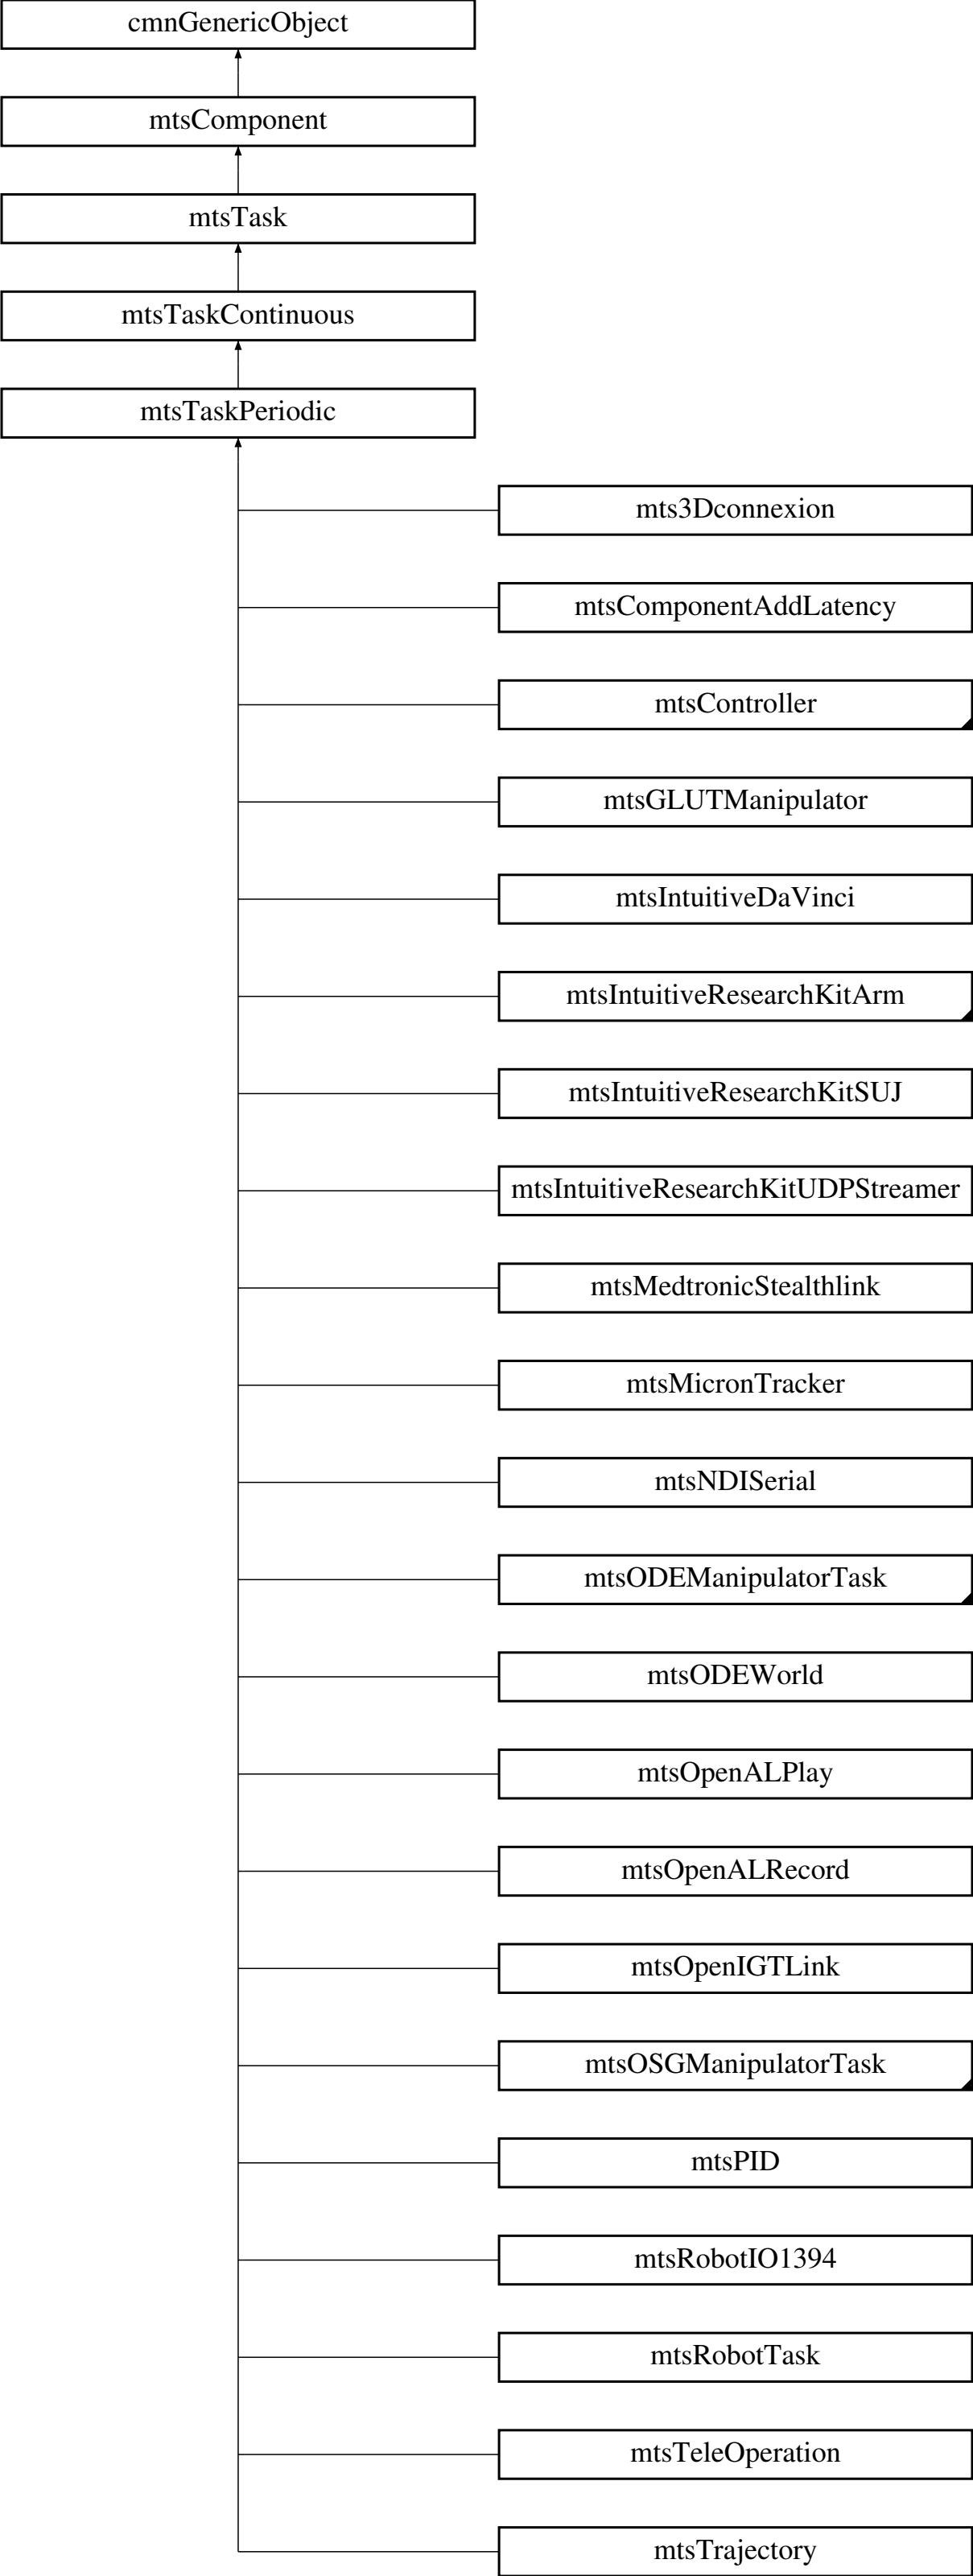 cmnGenericObject
mtsComponent
mtsTask
mtsTaskContinuous
mtsTaskPeriodic
mts3Dconnexion
mtsComponentAddLatency
mtsController
mtsGLUTManipulator
mtsIntuitiveDaVinci
mtsIntuitiveResearchKitArm
mtsIntuitiveResearchKitSUJ
mtsIntuitiveResearchKitUDPStreamer
mtsMedtronicStealthlink
mtsMicronTracker
mtsNDISerial
mtsODEManipulatorTask
mtsODEWorld
mtsOpenALPlay
mtsOpenALRecord
mtsOpenIGTLink
mtsOSGManipulatorTask
mtsPID
mtsRobotIO1394
mtsRobotTask
mtsTeleOperation
mtsTrajectory